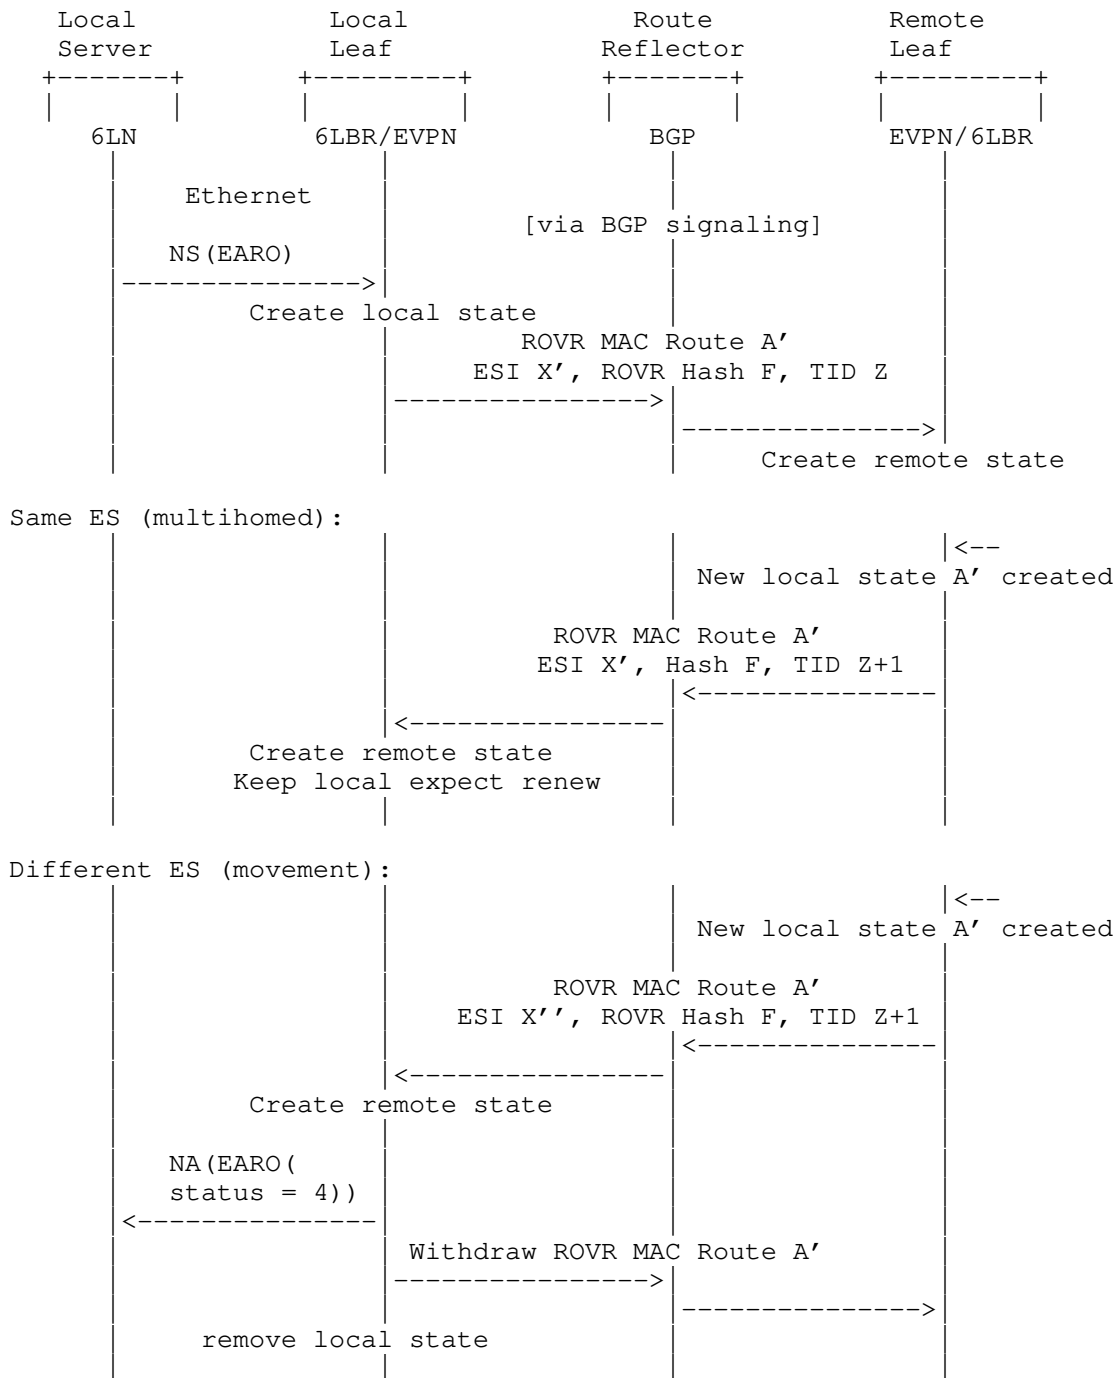 Local Local Route Remote
Server Leaf Reflector Leaf
6LN 6LBR/EVPN BGP EVPN/6LBR
Ethernet
[via BGP signaling]
NS(EARO)
Create local state
ROVR MAC Route A'
ESI X', ROVR Hash F, TID Z
Create remote state
Same ES (multihomed):
New local state A' created
ROVR MAC Route A'
ESI X', Hash F, TID Z+1
Create remote state
Keep local expect renew
Different ES (movement):
New local state A' created
ROVR MAC Route A'
ESI X'', ROVR Hash F, TID Z+1
Create remote state
NA(EARO(
status = 4))
Withdraw ROVR MAC Route A'
remove local state